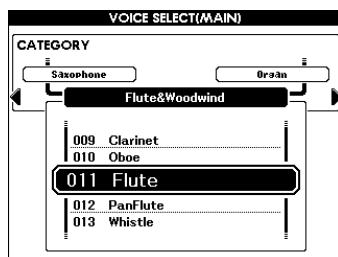 VOICE SELECT(MAIN)
CATEGORY
Saxophone Organ
Flute&Woodwind
009 Clarinet
010 Oboe
011 Flute
012 PanFlute
013 Whistle